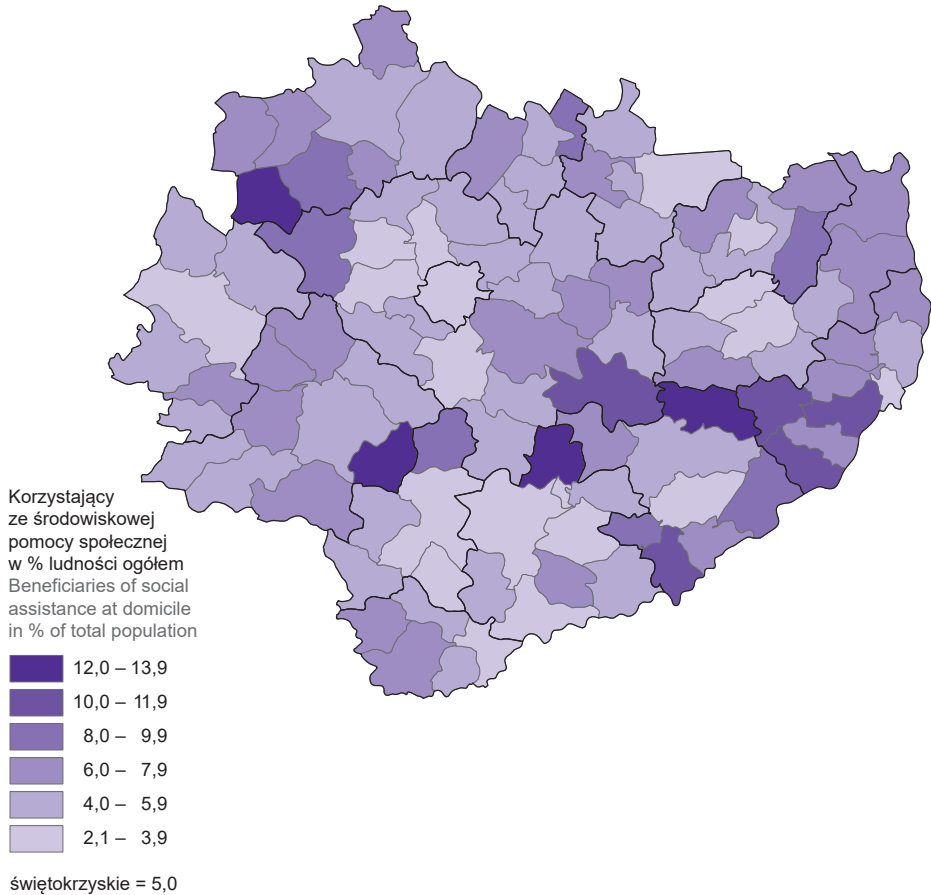 Korzystający
ze środowiskowej
pomocy społecznej
w % ludności ogółem
Beneficiaries of social
assistance at domicile
in % of total population
12,0 – 13,9
10,0 – 11,9
8,0 – 9,9
6,0 – 7,9
4,0 – 5,9
2,1 – 3,9
świętokrzyskie = 5,0